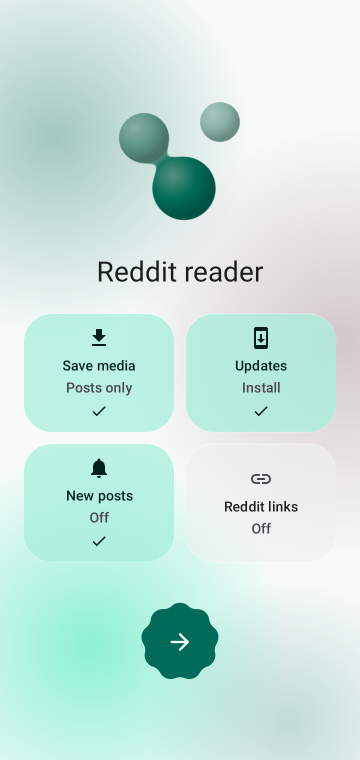 Reddit reader
Save media
Posts only
Updates
Install
New posts
Off
Reddit links
Off